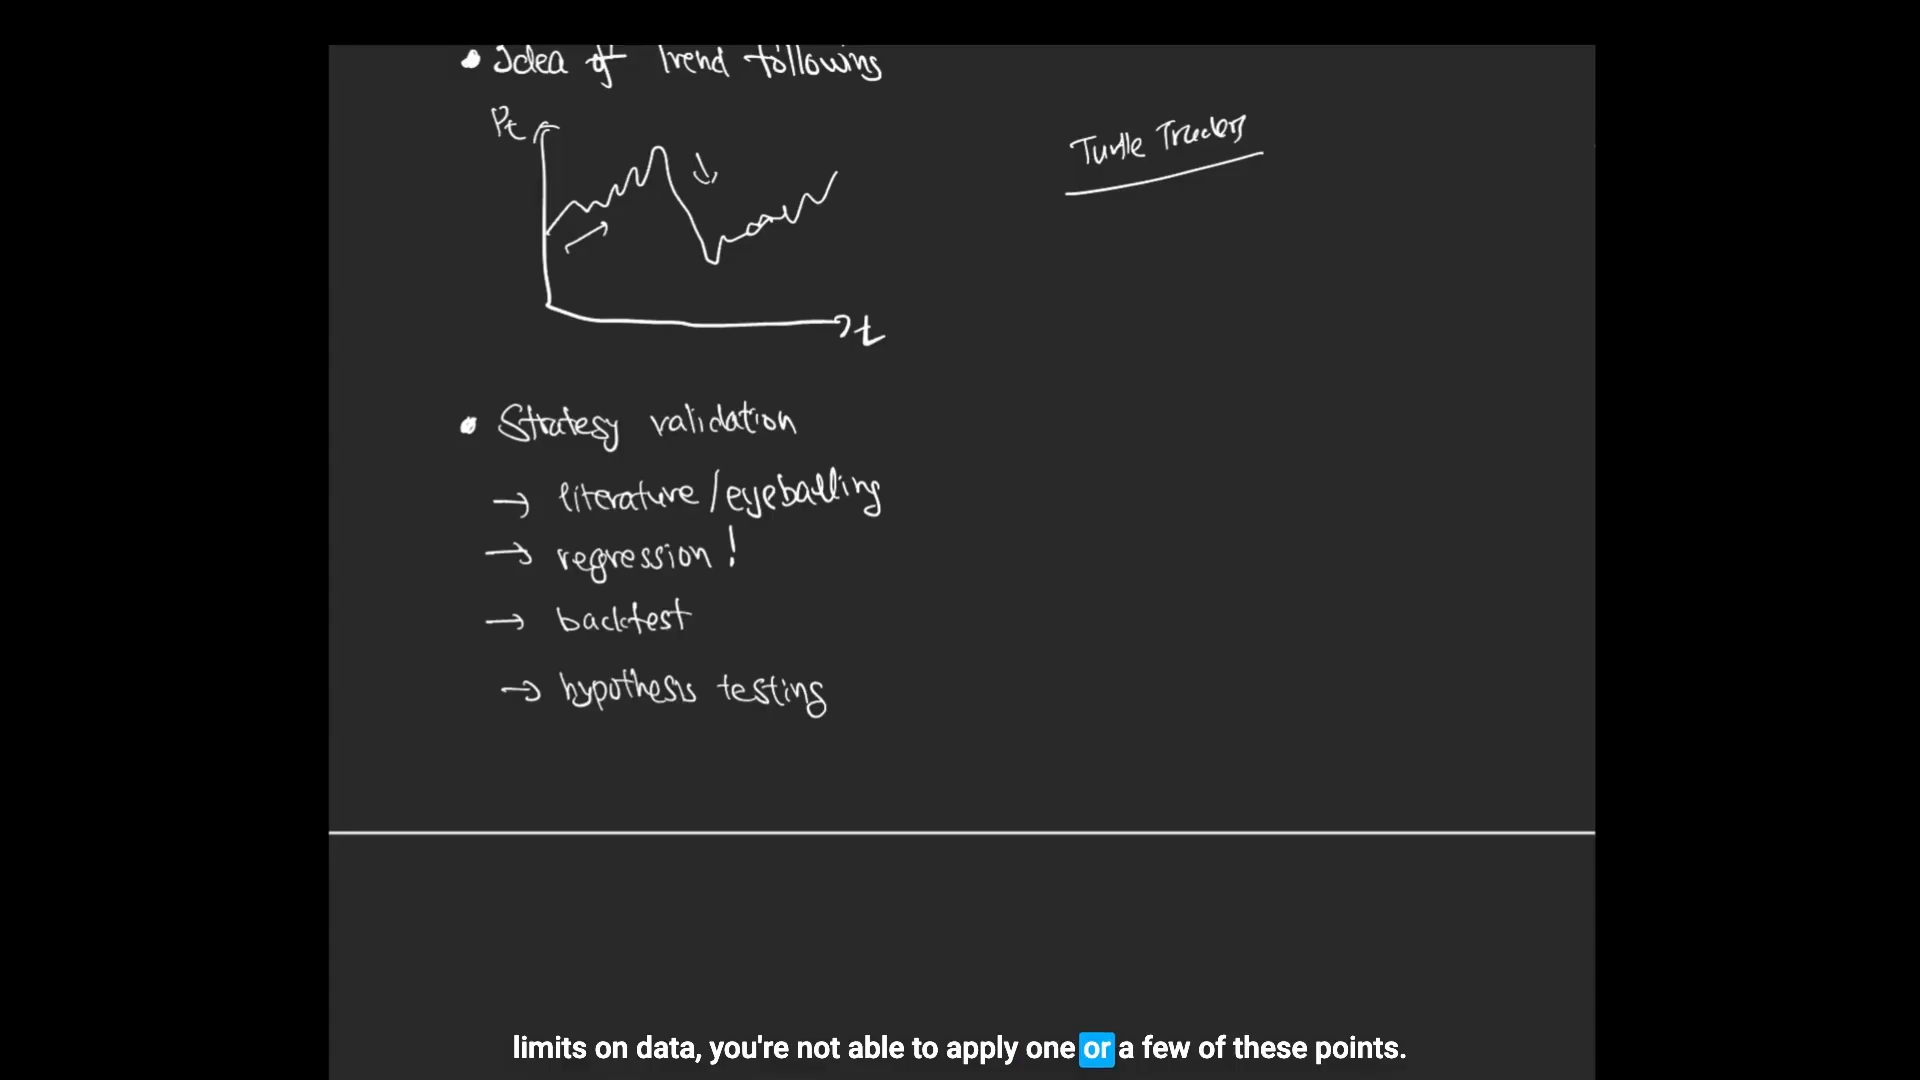 • Idea of Trend following
Pt
Turtle Traders
t
• Strategy validation
→ literature/eyeballing
→ regression!
→ backtest
→ hypothesis testing
limits on data, you're not able to apply one or a few of these points.